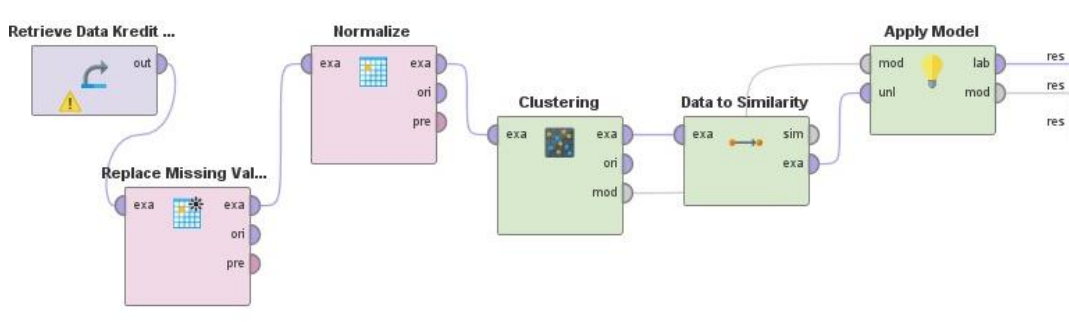 Retrieve Data Kredit ...
out
Replace Missing Val...
exa exa
ori
pre
Normalize
exa exa
ori
pre
Clustering
exa exa
ori
mod
Data to Similarity
exa sim
exa
Apply Model
mod lab
unl mod
res
res
res